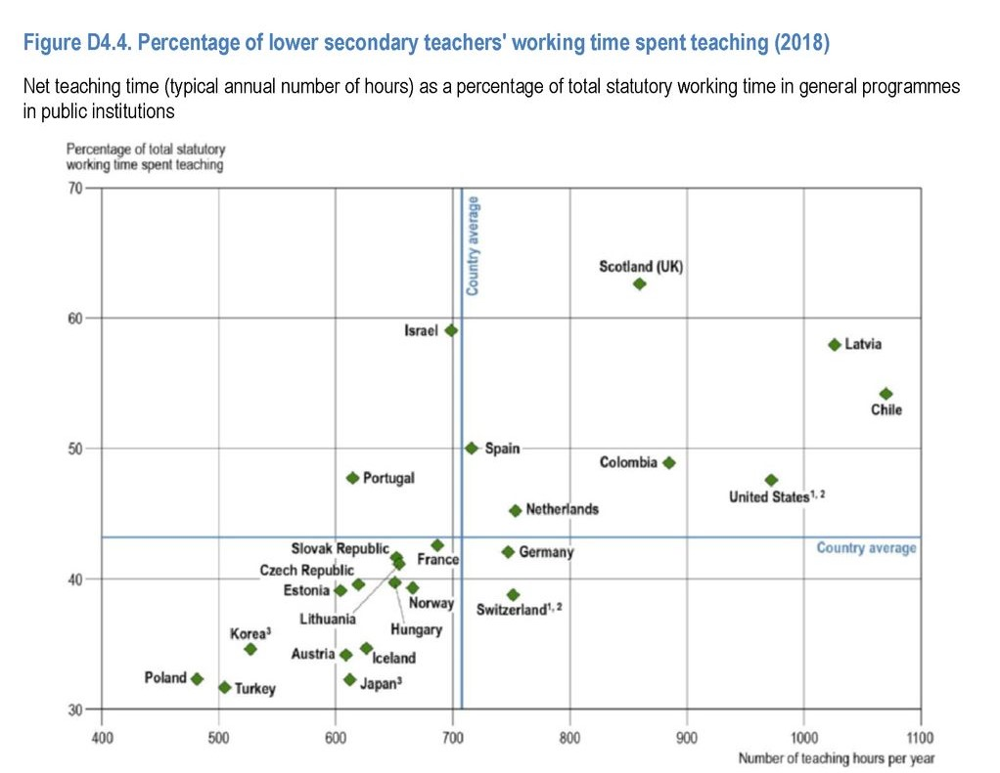 Figure D4.4. Percentage of lower secondary teachers' working time spent teaching (2018)
Net teaching time (typical annual number of hours) as a percentage of total statutory working time in general programmes
in public institutions
Percentage of total statutory
working time spent teaching
70
Country average
Scotland (UK)
60
Israel
Latvia
Chile
50
Spain
Colombia
Portugal
United States¹˒ ²
Netherlands
Country average
Slovak Republic
France
Germany
Czech Republic
40
Estonia
Norway
Switzerland¹˒ ²
Lithuania
Hungary
Korea³
Austria
Iceland
Poland
Japan³
Turkey
30
400
500
600
700
800
900
1000
1100
Number of teaching hours per year